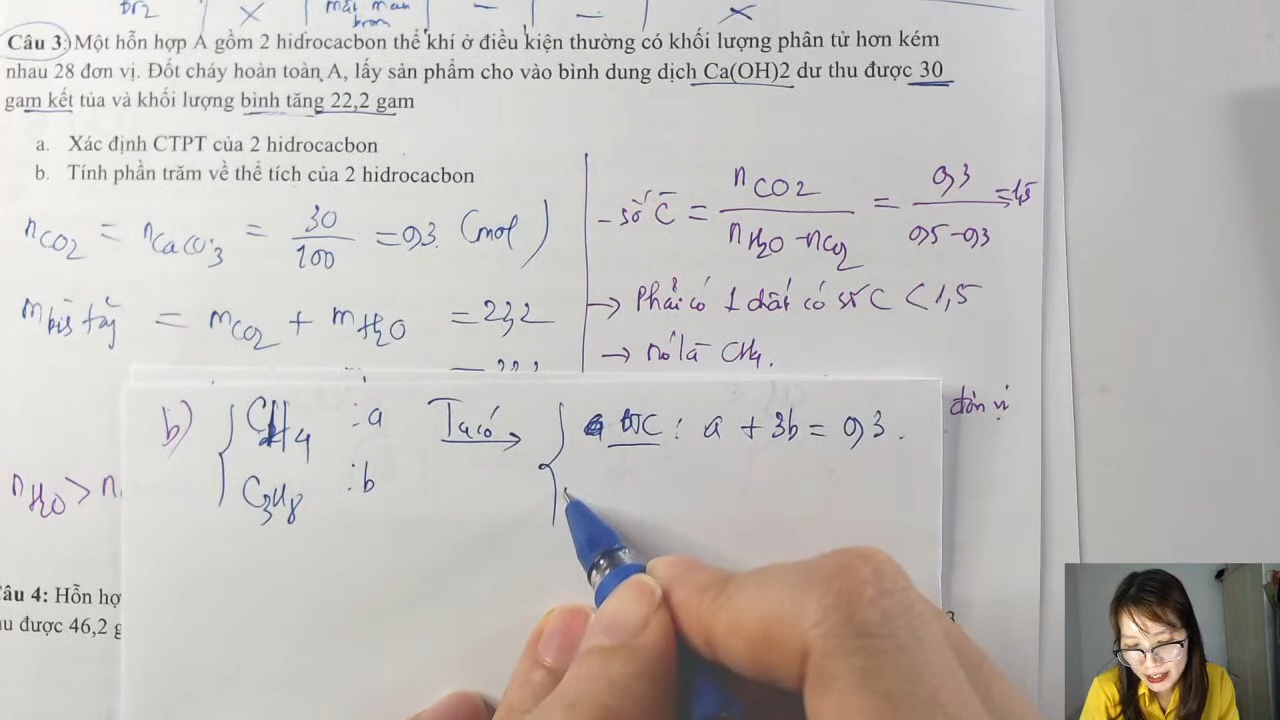 Br2 mất màu brom
Câu 3: Một hỗn hợp A gồm 2 hidrocacbon thể khí ở điều kiện thường có khối lượng phân tử hơn kém
nhau 28 đơn vị. Đốt cháy hoàn toàn A, lấy sản phẩm cho vào bình dung dịch Ca(OH)2 dư thu được 30
gam kết tủa và khối lượng bình tăng 22,2 gam
a. Xác định CTPT của 2 hidrocacbon
b. Tính phần trăm về thể tích của 2 hidrocacbon
nCO2 = nCaCO3 = 30/100 = 0,3 (mol)
m bình tăng = mCO2 + mH2O = 22,2
nH2O > n
- số C̄ = nCO2 / (nH2O - nCO2) = 0,3 / (0,5 - 0,3) = 1,5
→ Phải có 1 chất có số C < 1,5
→ nó là CH4.
đơn vị
b) { CH4 : a Ta có → { BTC : a + 3b = 0,3.
C3H8 : b
Câu 4: Hỗn hợ
u được 46,2 g